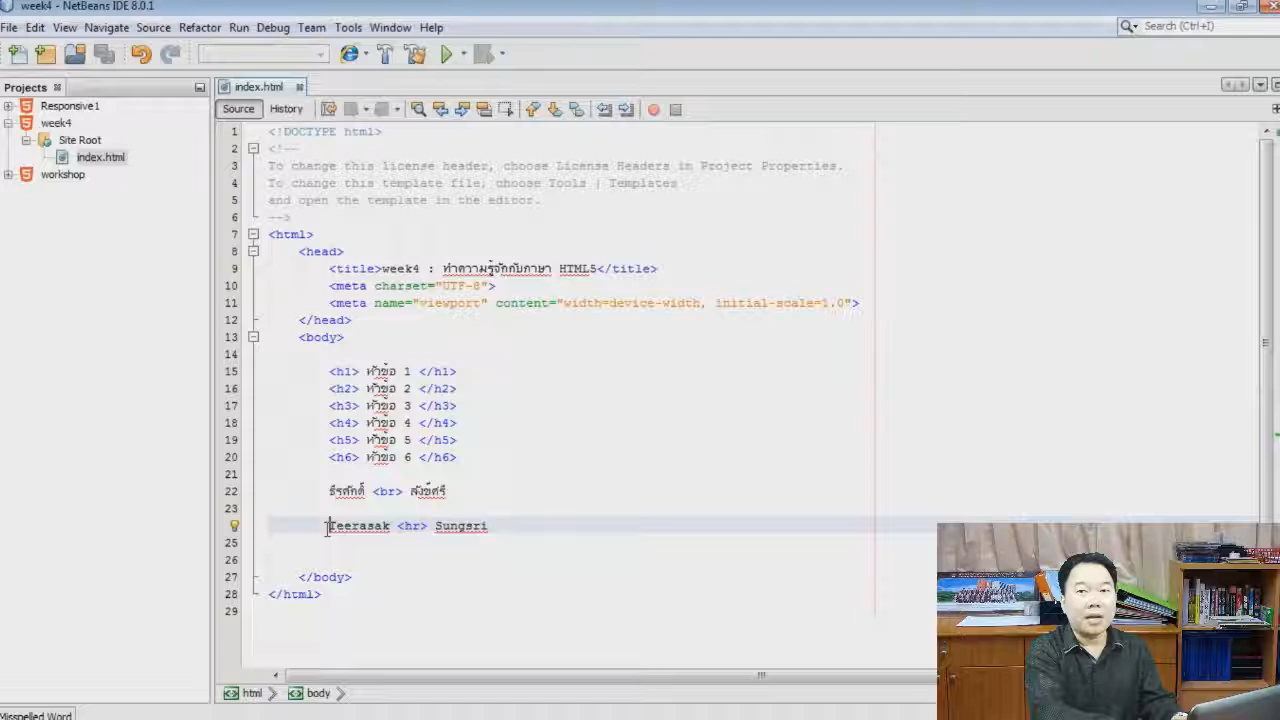 week4 - NetBeans IDE 8.0.1
File Edit View Navigate Source Refactor Run Debug Team Tools Window Help
Search (Ctrl+I)
Projects
index.html
Responsive1
week4
Site Root
index.html
workshop
Source History
1 <!DOCTYPE html>
2 <!--
3 To change this license header, choose License Headers in Project Properties.
4 To change this template file, choose Tools | Templates
5 and open the template in the editor.
6 -->
7 <html>
8 <head>
9 <title>week4 : ทำความรู้จักกับภาษา HTML5</title>
10 <meta charset="UTF-8">
11 <meta name="viewport" content="width=device-width, initial-scale=1.0">
12 </head>
13 <body>
14
15 <h1> หัวข้อ 1 </h1>
16 <h2> หัวข้อ 2 </h2>
17 <h3> หัวข้อ 3 </h3>
18 <h4> หัวข้อ 4 </h4>
19 <h5> หัวข้อ 5 </h5>
20 <h6> หัวข้อ 6 </h6>
21
22 ธีรศักดิ์ <br> สังข์ศรี
23
Teerasak <hr> Sungsri
25
26
27 </body>
28 </html>
29
html body
Misspelled Word